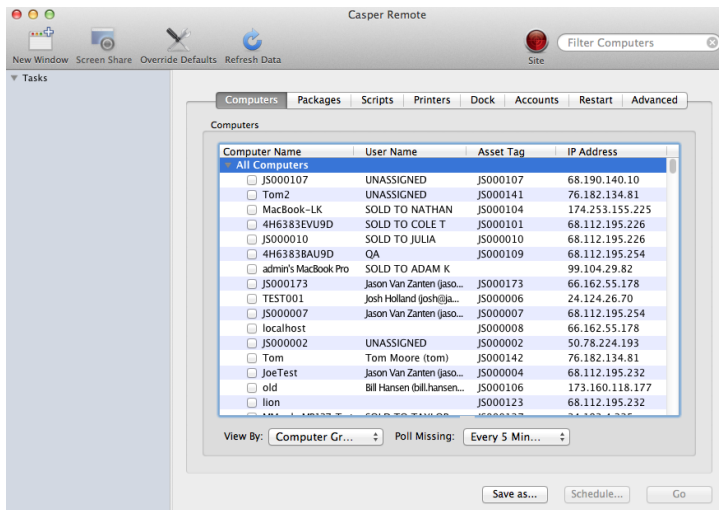 Casper Remote
New Window Screen Share Override Defaults Refresh Data Site Filter Computers
Tasks
Computers Packages Scripts Printers Dock Accounts Restart Advanced
Computers
Computer Name User Name Asset Tag IP Address
All Computers
JS000107 UNASSIGNED JS000107 68.190.140.10
Tom2 UNASSIGNED JS000141 76.182.134.81
MacBook-LK SOLD TO NATHAN JS000104 174.253.155.225
4H6383EVU9D SOLD TO COLE T JS000101 68.112.195.226
JS000010 SOLD TO JULIA JS000010 68.112.195.226
4H6383BAU9D QA JS000109 68.112.195.254
admin's MacBook Pro SOLD TO ADAM K 99.104.29.82
JS000173 Jason Van Zanten (jaso... JS000173 66.162.55.178
TEST001 Josh Holland (josh@ja... JS000006 24.124.26.70
JS000007 Jason Van Zanten (jaso... JS000007 68.112.195.254
localhost JS000008 66.162.55.178
JS000002 UNASSIGNED JS000002 50.78.224.193
Tom Tom Moore (tom) JS000142 76.182.134.81
JoeTest Jason Van Zanten (jaso... JS000004 68.112.195.232
old Bill Hansen (bill.hansen... JS000106 173.160.118.177
lion JS000123 68.112.195.232
View By: Computer Gr... Poll Missing: Every 5 Min...
Save as... Schedule... Go